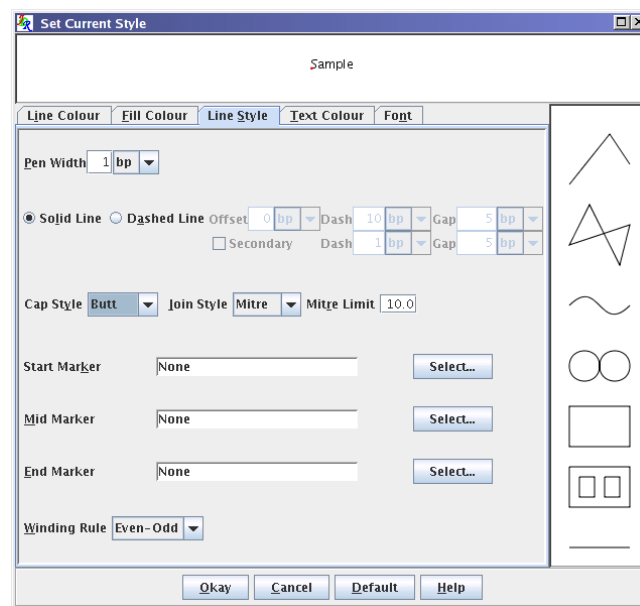 Set Current Style
Sample
Line Colour Fill Colour Line Style Text Colour Font
Pen Width 1 bp
Solid Line Dashed Line Offset 0 bp Dash 10 bp Gap 5 bp
Secondary Dash 1 bp Gap 5 bp
Cap Style Butt Join Style Mitre Mitre Limit 10.0
Start Marker None Select...
Mid Marker None Select...
End Marker None Select...
Winding Rule Even-Odd
Okay Cancel Default Help